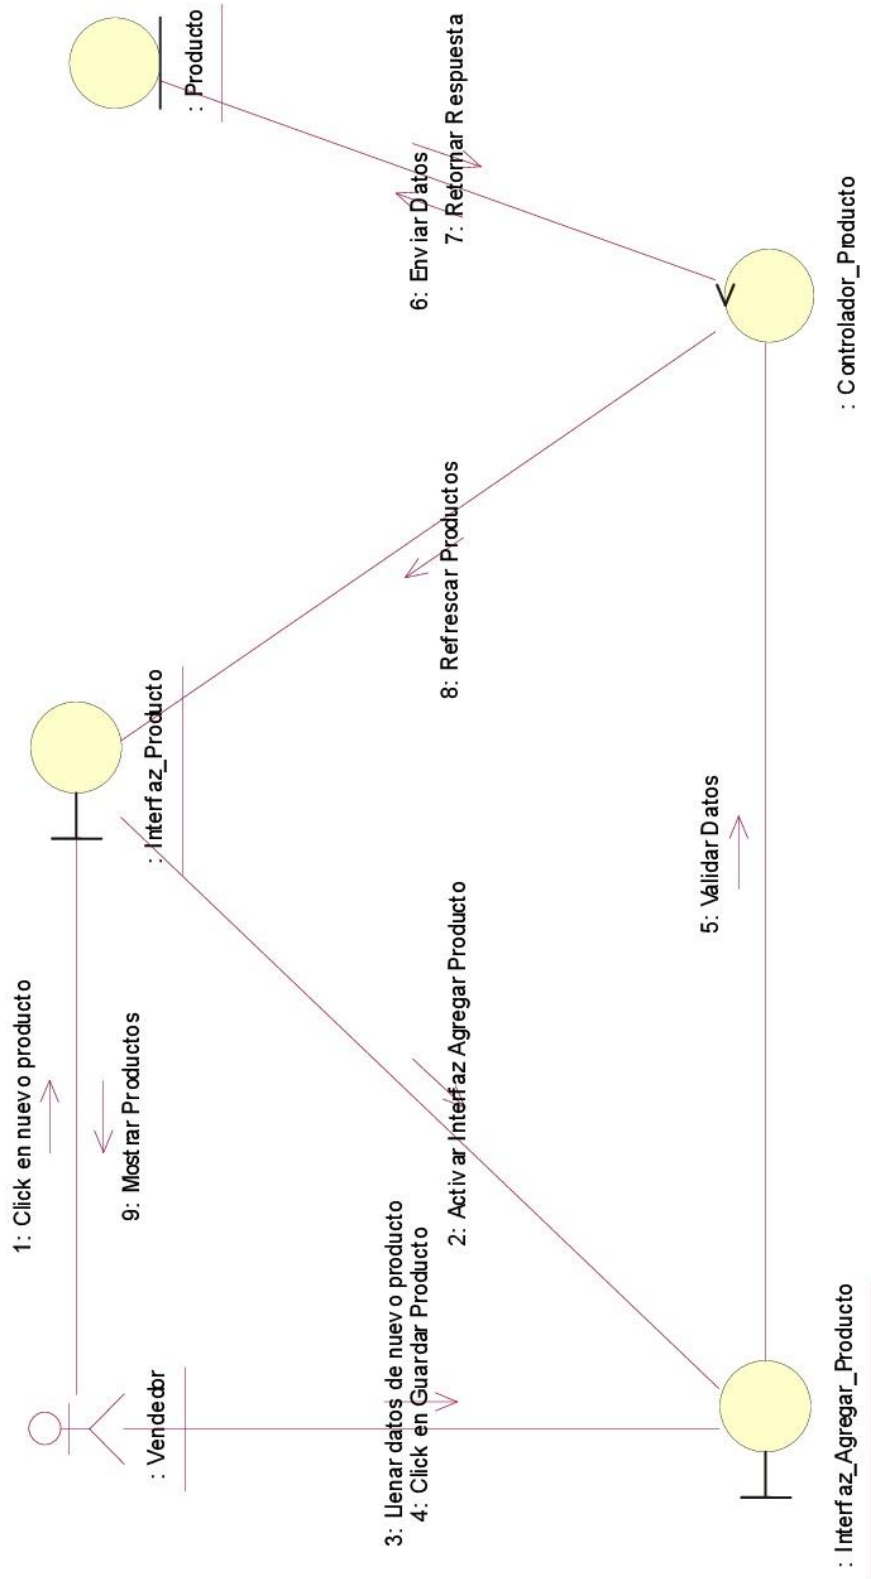 1: Click en nuevo producto
9: Mostrar Productos
: Vendedor
: Interfaz_Producto
: Producto
3: Llenar datos de nuevo producto
4: Click en Guardar Producto
2: Activar Interfaz Agregar Producto
8: Refrescar Productos
6: Enviar Datos
7: Retornar Respuesta
5: Validar Datos
: Interfaz_Agregar_Producto
: Controlador_Producto